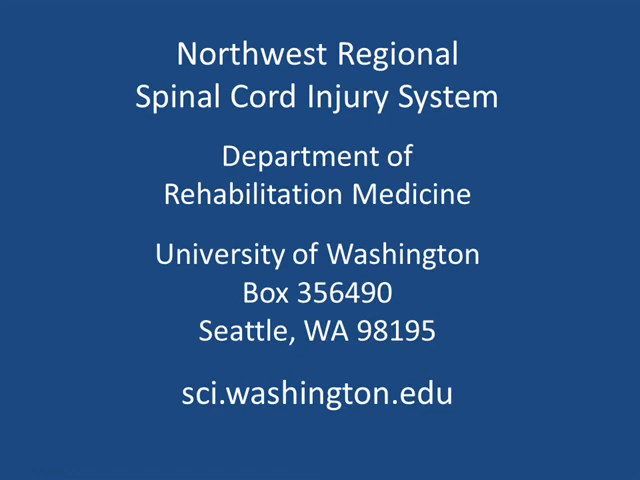 Northwest Regional
Spinal Cord Injury System
Department of
Rehabilitation Medicine
University of Washington
Box 356490
Seattle, WA 98195
sci.washington.edu